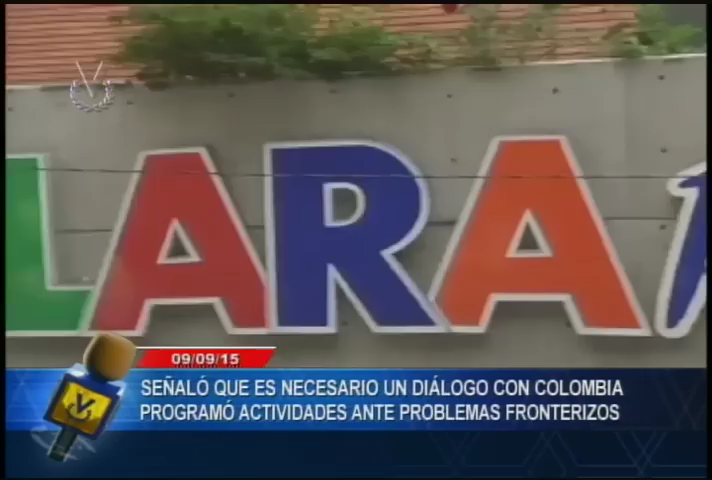 LARA
09/09/15
SEÑALÓ QUE ES NECESARIO UN DIÁLOGO CON COLOMBIA
PROGRAMÓ ACTIVIDADES ANTE PROBLEMAS FRONTERIZOS
V